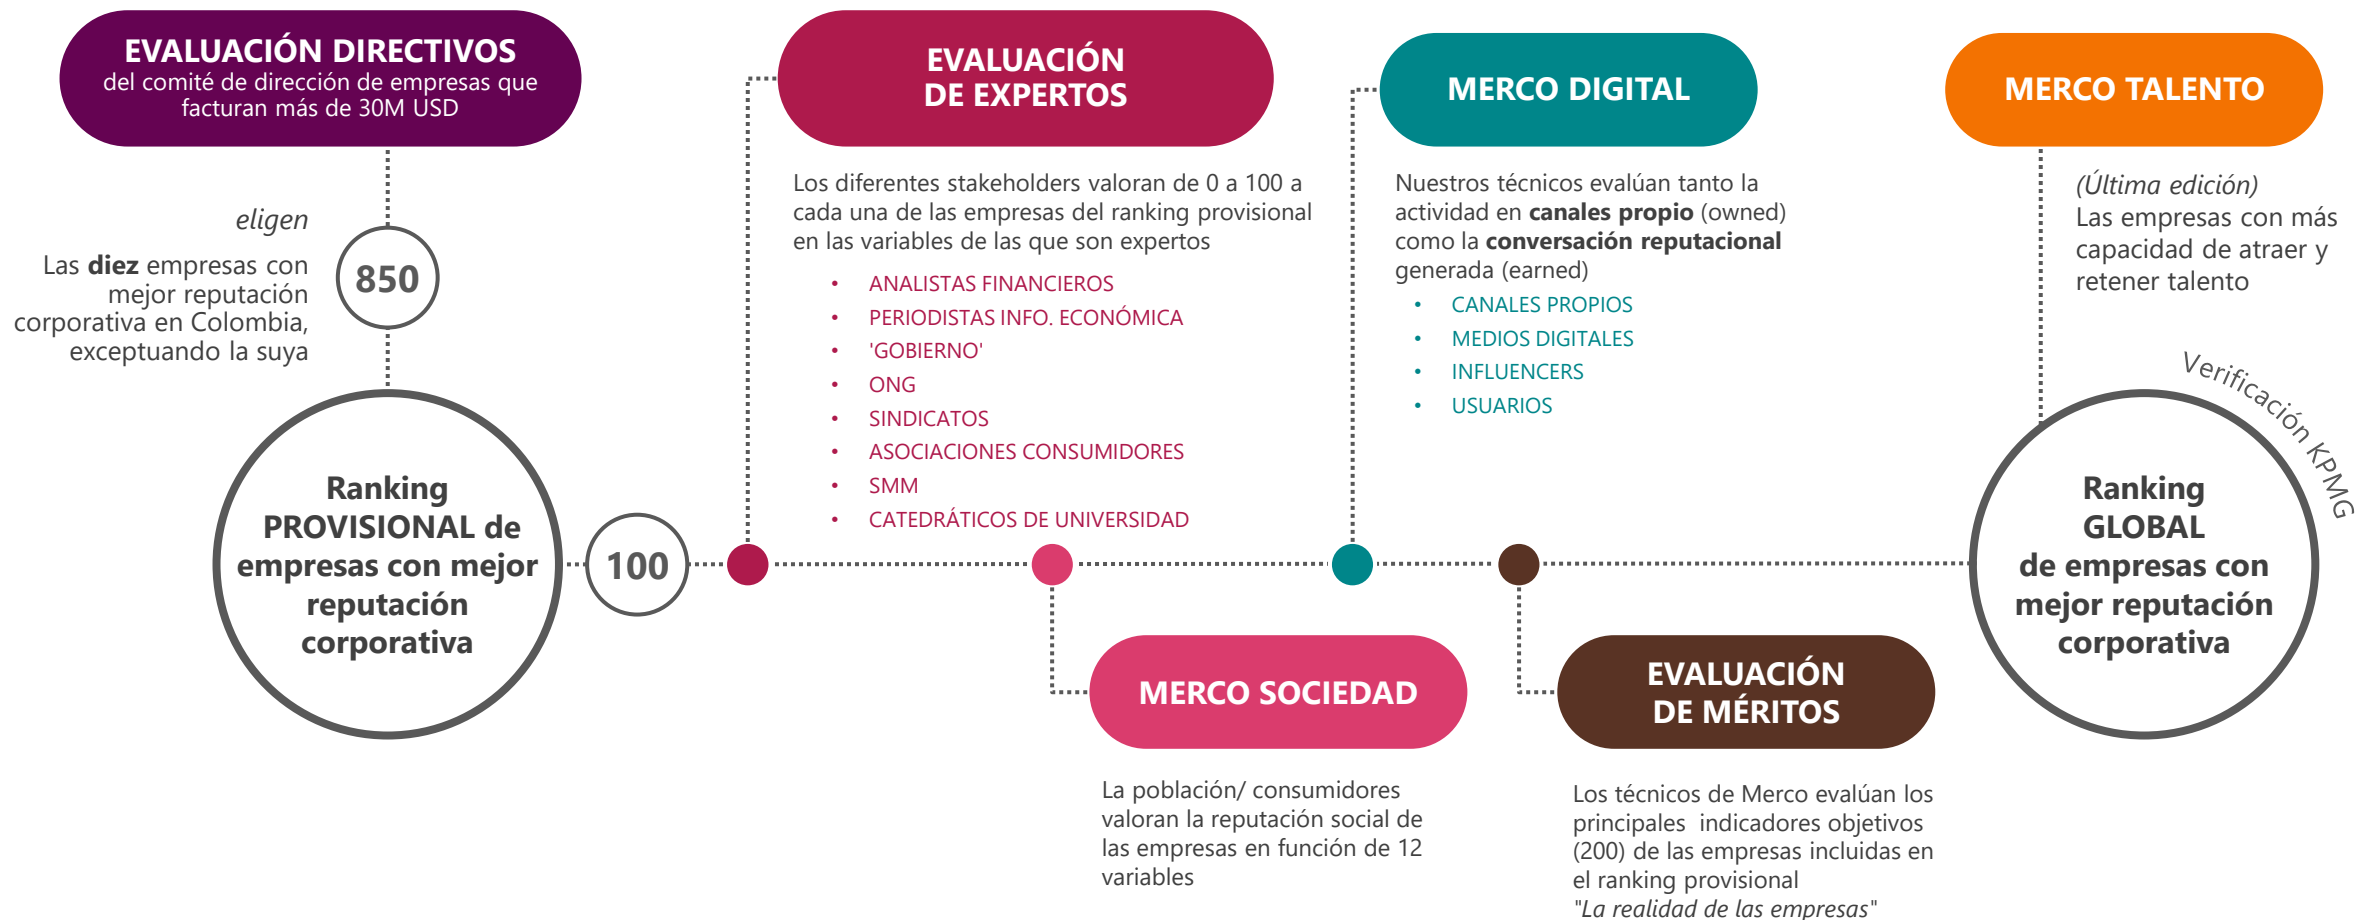 EVALUACIÓN DIRECTIVOS
del comité de dirección de empresas que
facturan más de 30M USD
eligen
Las diez empresas con
mejor reputación
corporativa en Colombia,
exceptuando la suya
850
Ranking
PROVISIONAL de
empresas con mejor
reputación
corporativa
100
EVALUACIÓN
DE EXPERTOS
Los diferentes stakeholders valoran de 0 a 100 a
cada una de las empresas del ranking provisional
en las variables de las que son expertos
• ANALISTAS FINANCIEROS
• PERIODISTAS INFO. ECONÓMICA
• 'GOBIERNO'
• ONG
• SINDICATOS
• ASOCIACIONES CONSUMIDORES
• SMM
• CATEDRÁTICOS DE UNIVERSIDAD
MERCO SOCIEDAD
La población/ consumidores
valoran la reputación social de
las empresas en función de 12
variables
MERCO DIGITAL
Nuestros técnicos evalúan tanto la
actividad en canales propio (owned)
como la conversación reputacional
generada (earned)
• CANALES PROPIOS
• MEDIOS DIGITALES
• INFLUENCERS
• USUARIOS
EVALUACIÓN
DE MÉRITOS
Los técnicos de Merco evalúan los
principales indicadores objetivos
(200) de las empresas incluidas en
el ranking provisional
"La realidad de las empresas"
MERCO TALENTO
(Última edición)
Las empresas con más
capacidad de atraer y
retener talento
Verificación KPMG
Ranking
GLOBAL
de empresas con
mejor reputación
corporativa